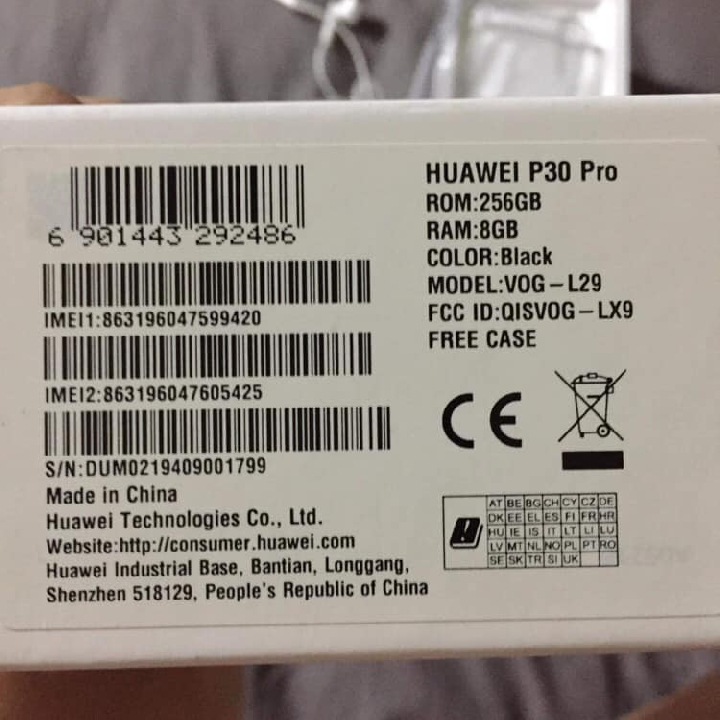 6 901443 292486
IMEI1:863196047599420
IMEI2:863196047605425
S/N:DUM0219409001799
Made in China
Huawei Technologies Co., Ltd.
Website:http://consumer.huawei.com
Huawei Industrial Base, Bantian, Longgang,
Shenzhen 518129, People's Republic of China
HUAWEI P30 Pro
ROM:256GB
RAM:8GB
COLOR:Black
MODEL:VOG-L29
FCC ID:QISVOG-LX9
FREE CASE
CE
AT BE BG CH CY CZ DE
DK EE EL ES FI FR HR
HU IE IS IT LT LI LU
LV MT NL NO PL PT RO
SE SK TR SI UK